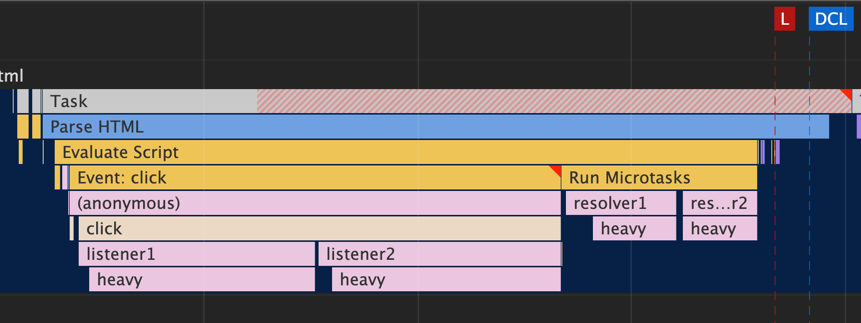 L DCL
tml
Task
Parse HTML
Evaluate Script
Event: click Run Microtasks
(anonymous) resolver1 res...r2
click heavy heavy
listener1 listener2
heavy heavy